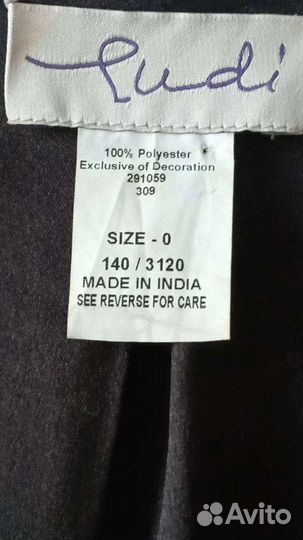 Judi
100% Polyester
Exclusive of Decoration
291059
309
SIZE - 0
140 / 3120
MADE IN INDIA
SEE REVERSE FOR CARE
Avito